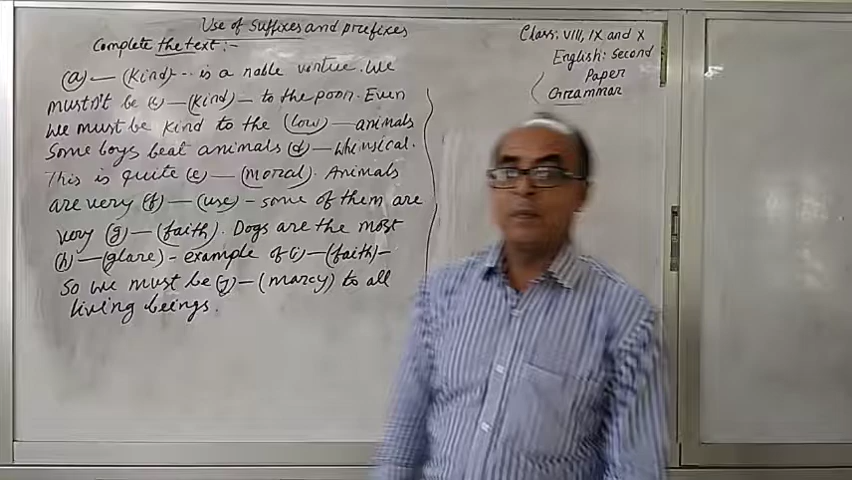 Use of suffixes and prefixes
Complete the text:-
(a) — (kind)-- is a noble virtue. We
mustn't be (c) — (kind) — to the poor. Even
We must be kind to the (low) — animals
Some boys beat animals (d) — whimsical.
This is quite (e) — (moral). Animals
are very (f) — (use) - some of them are
very (g) — (faith). Dogs are the most
(h) — (glare) - example of (i) — (faith) -
So we must be (j) — (marcy) to all
living beings.
Class: VIII, IX and X
English: Second
Paper
Grammar